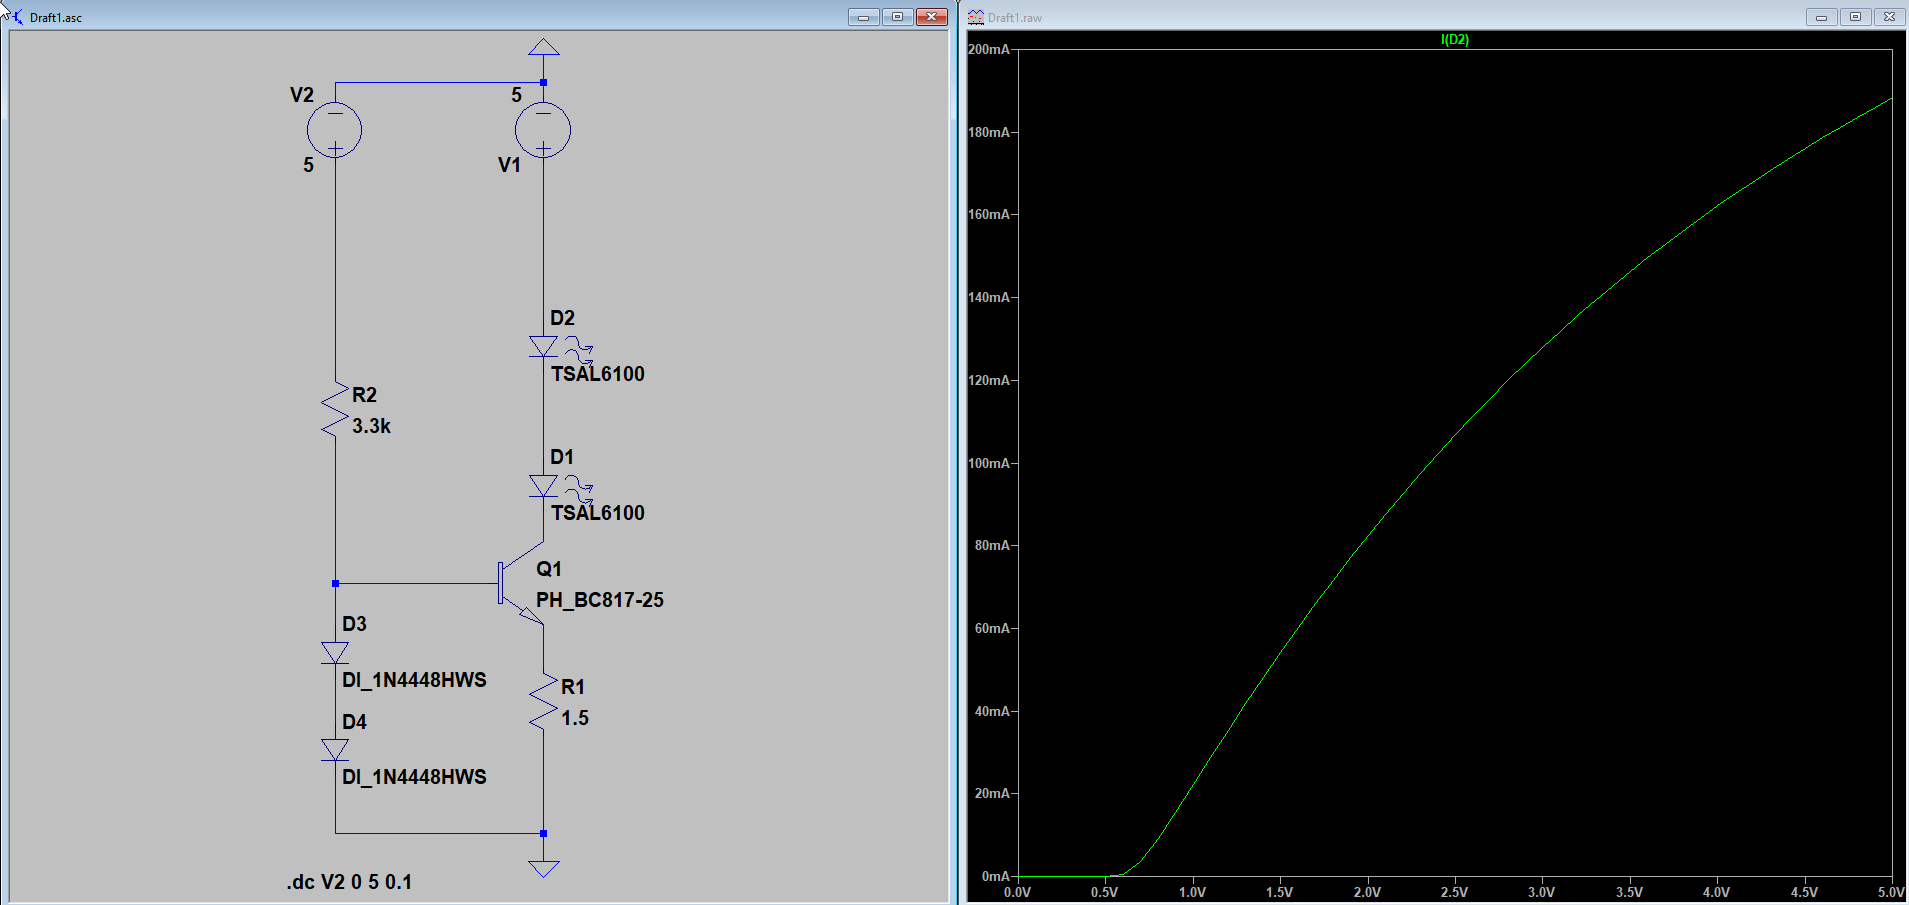 Draft1.asc
V2
5
5
V1
D2
TSAL6100
R2
3.3k
D1
TSAL6100
Q1
PH_BC817-25
D3
DI_1N4448HWS
R1
1.5
D4
DI_1N4448HWS
.dc V2 0 5 0.1
Draft1.raw
I(D2)
200mA
180mA
160mA
140mA
120mA
100mA
80mA
60mA
40mA
20mA
0mA
0.0V 0.5V 1.0V 1.5V 2.0V 2.5V 3.0V 3.5V 4.0V 4.5V 5.0V